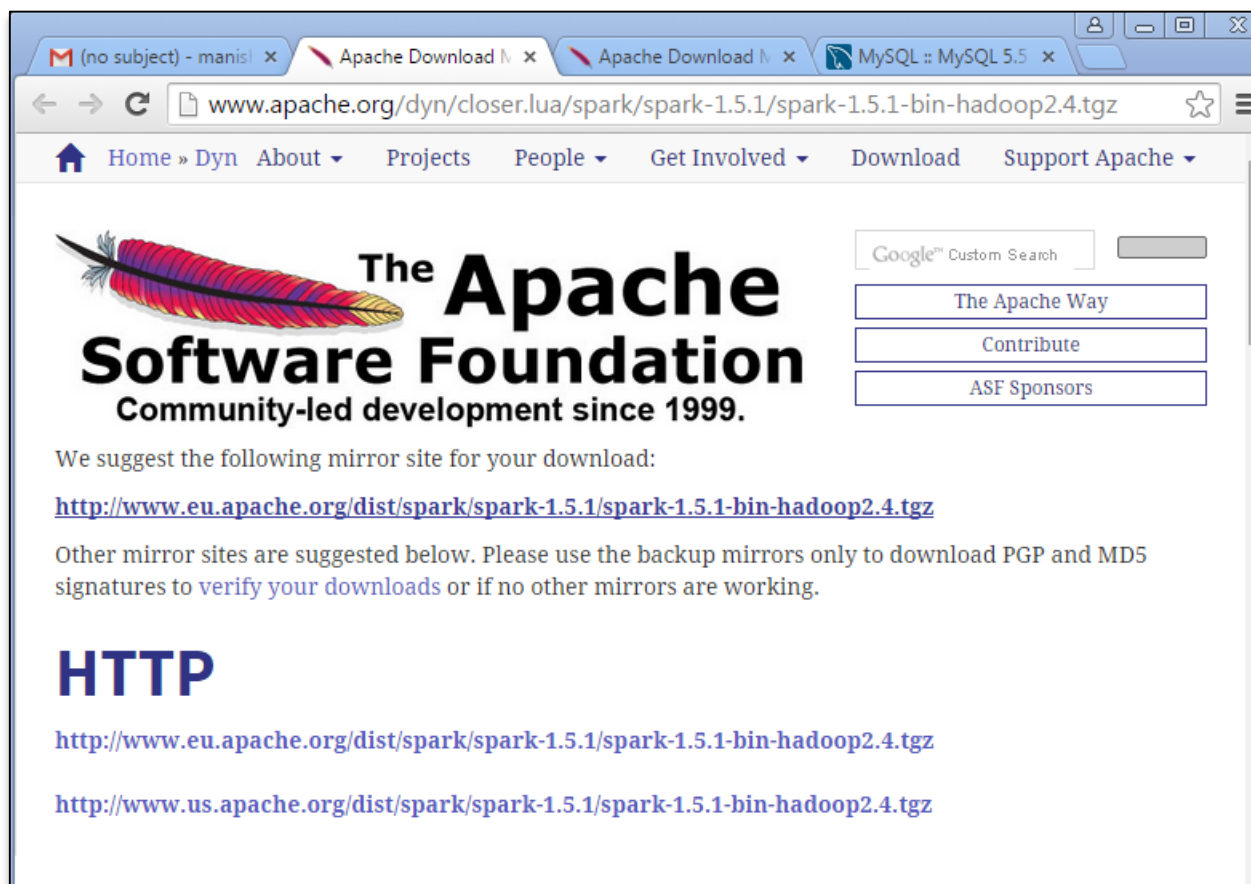 (no subject) - manis
Apache Download M
Apache Download M
MySQL :: MySQL 5.5
www.apache.org/dyn/closer.lua/spark/spark-1.5.1/spark-1.5.1-bin-hadoop2.4.tgz
Home » Dyn About Projects People Get Involved Download Support Apache
The Apache
Software Foundation
Community-led development since 1999.
Google™ Custom Search
The Apache Way
Contribute
ASF Sponsors
We suggest the following mirror site for your download:
http://www.eu.apache.org/dist/spark/spark-1.5.1/spark-1.5.1-bin-hadoop2.4.tgz
Other mirror sites are suggested below. Please use the backup mirrors only to download PGP and MD5
signatures to verify your downloads or if no other mirrors are working.
HTTP
http://www.eu.apache.org/dist/spark/spark-1.5.1/spark-1.5.1-bin-hadoop2.4.tgz
http://www.us.apache.org/dist/spark/spark-1.5.1/spark-1.5.1-bin-hadoop2.4.tgz